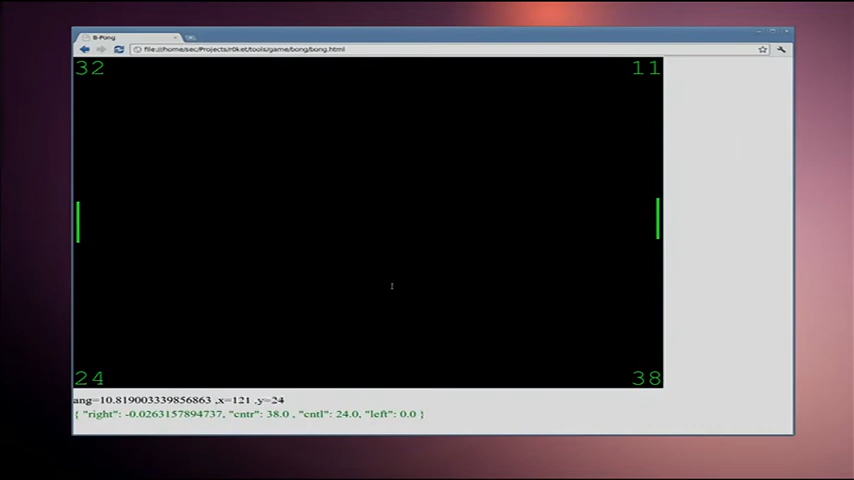 B-Pong
file:///home/sec/Projects/r0ket/tools/game/bong/bong.html
32 11
24 38
ang=10.819003339856863 ,x=121 .y=24
{ "right": -0.0263157894737, "cntr": 38.0 , "cntl": 24.0, "left": 0.0 }